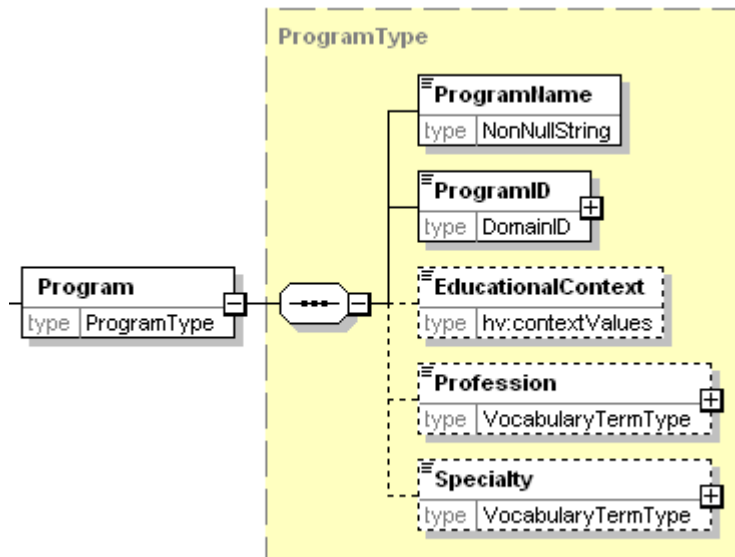 ProgramType
ProgramName
type NonNullString
ProgramID
type DomainID
Program
type ProgramType
EducationalContext
type hv:contextValues
Profession
type VocabularyTermType
Specialty
type VocabularyTermType